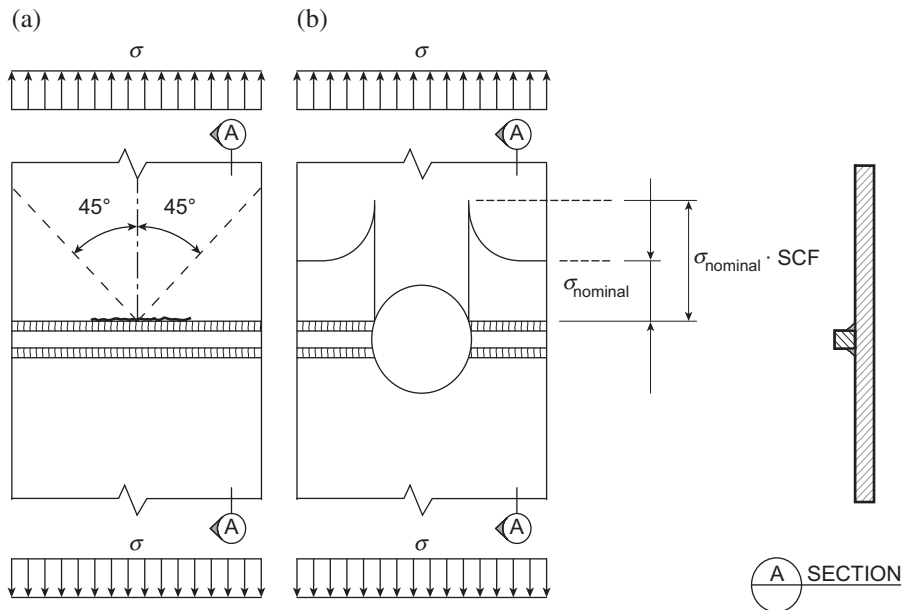 (a)
(b)
σ
σ
A
A
45°
45°
σnominal · SCF
σnominal
A
A
σ
σ
A SECTION